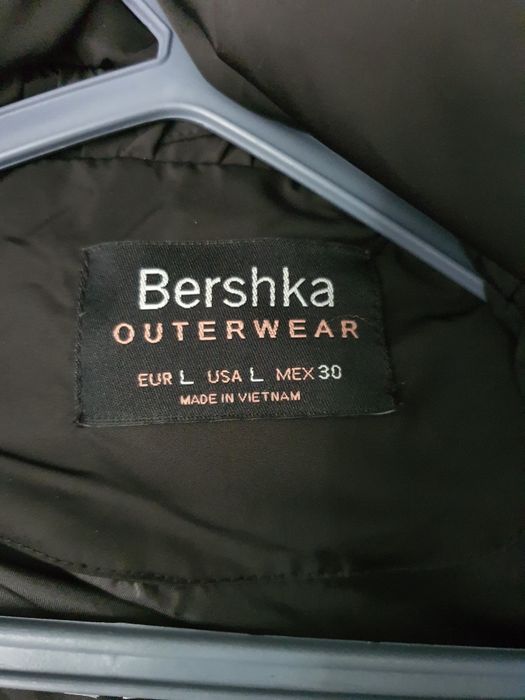 Bershka
OUTERWEAR
EUR L USA L MEX 30
MADE IN VIETNAM